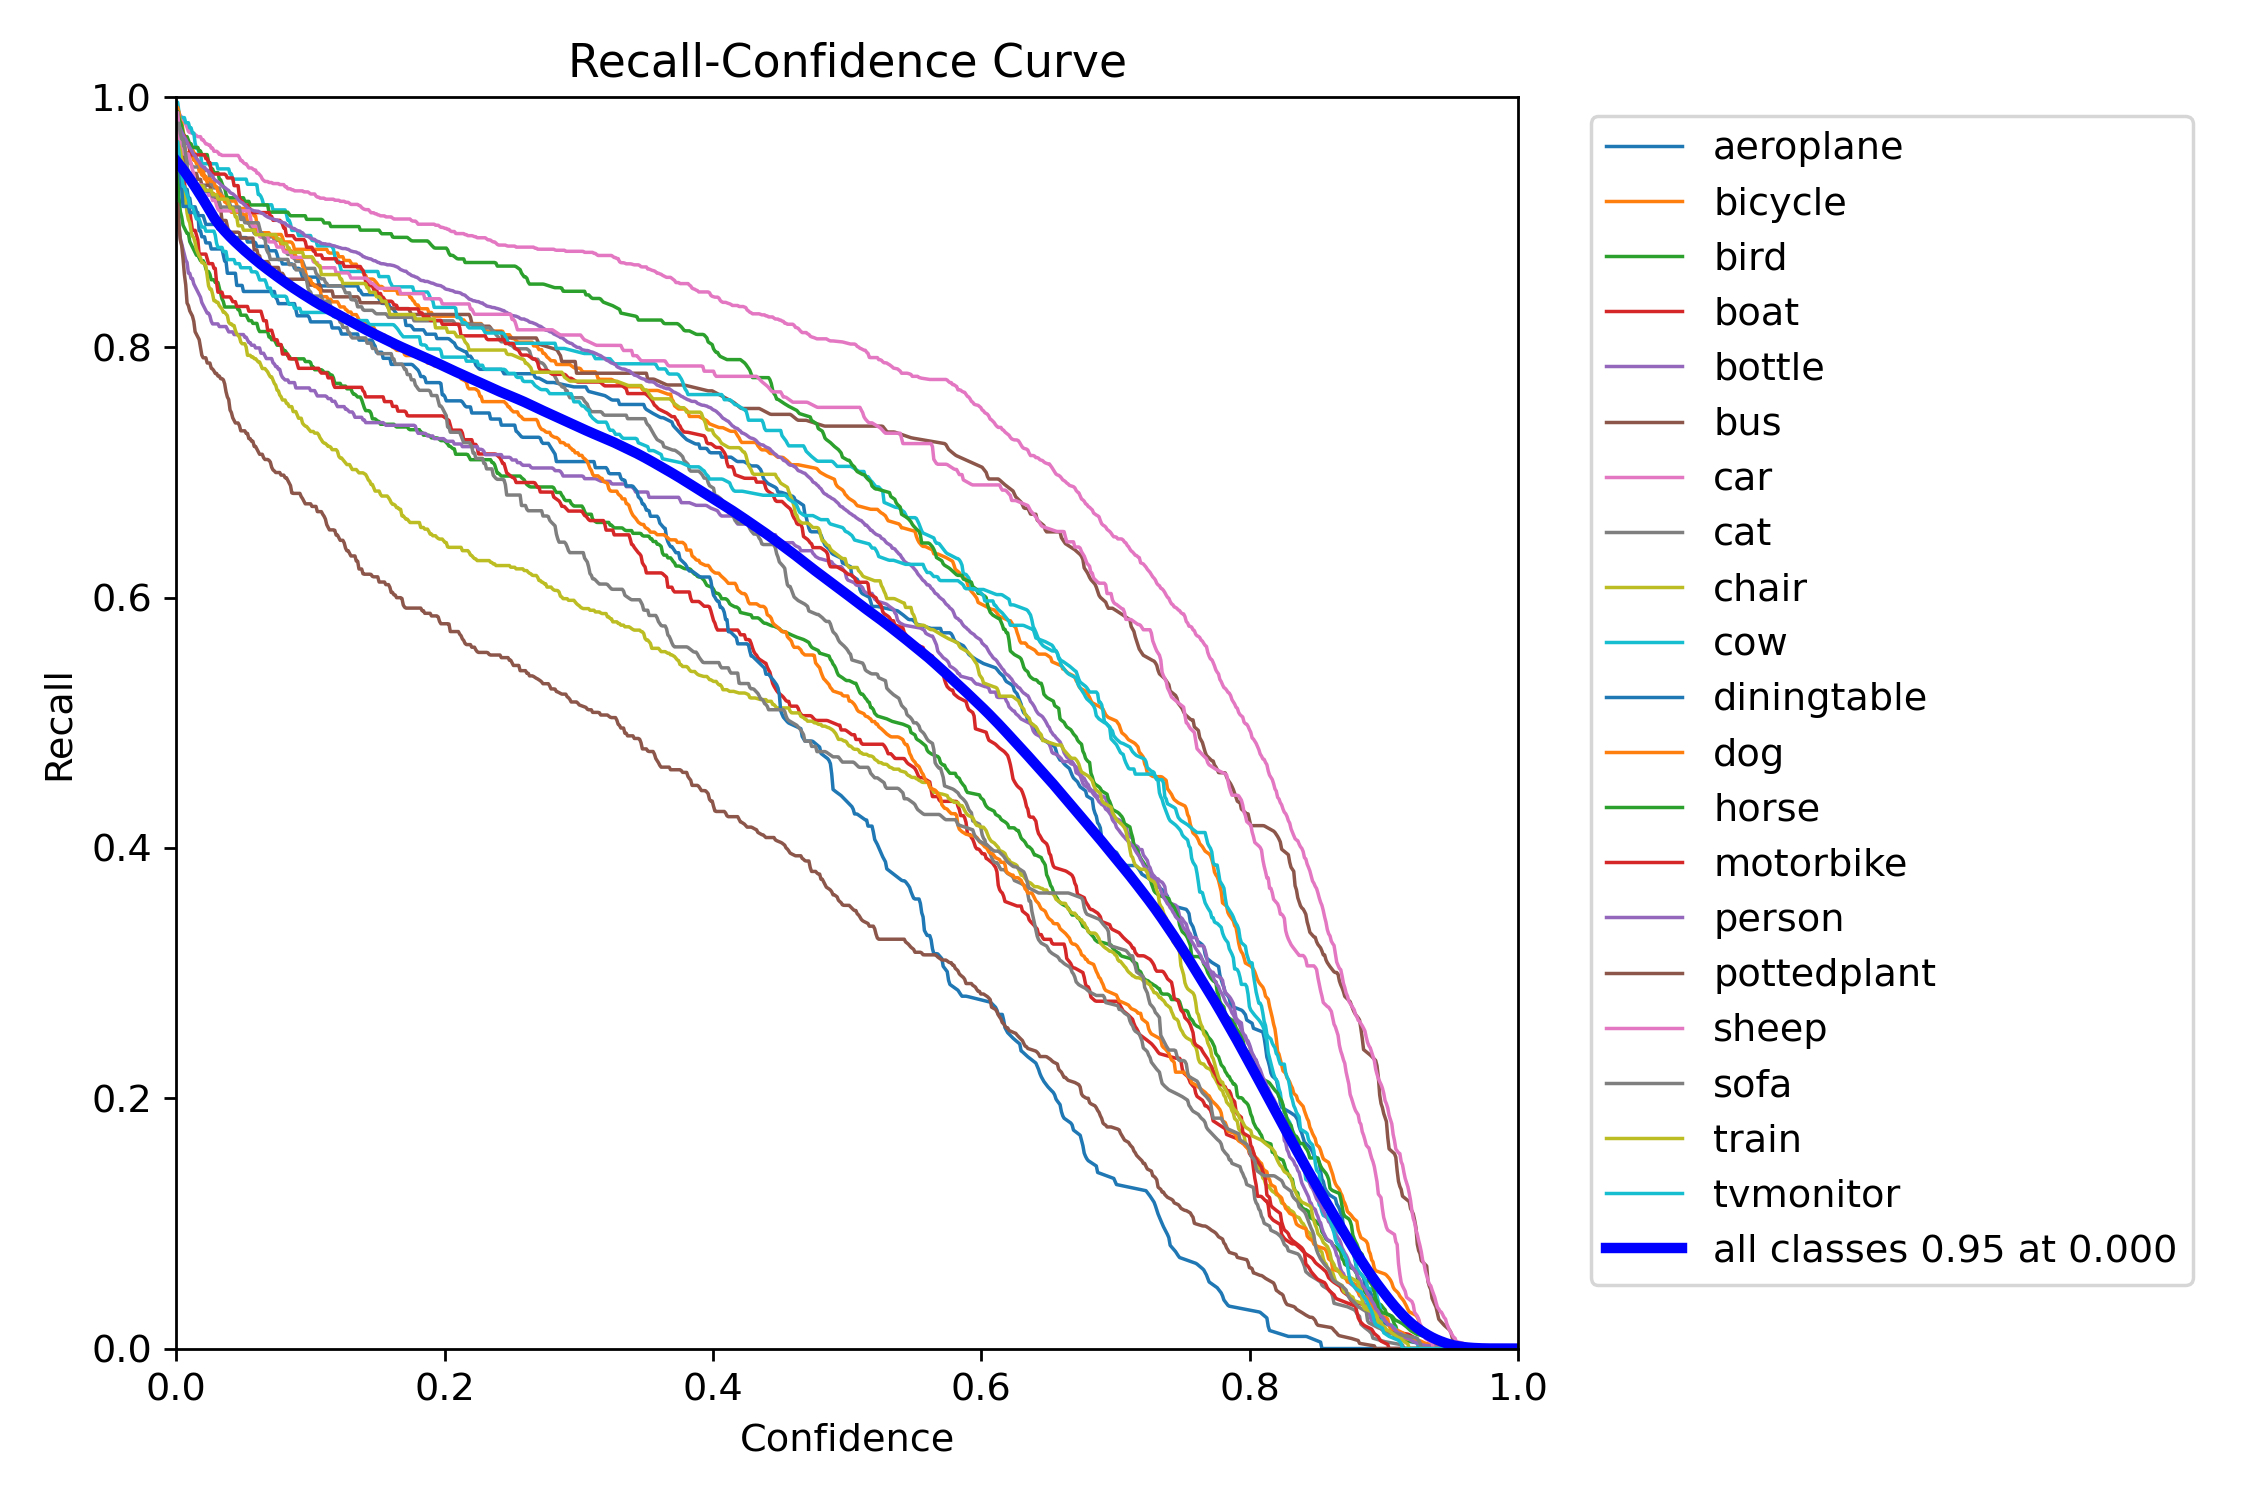 Recall-Confidence Curve
1.0
0.8
0.6
0.4
0.2
0.0
Recall
0.0 0.2 0.4 0.6 0.8 1.0
Confidence
aeroplane
bicycle
bird
boat
bottle
bus
car
cat
chair
cow
diningtable
dog
horse
motorbike
person
pottedplant
sheep
sofa
train
tvmonitor
all classes 0.95 at 0.000